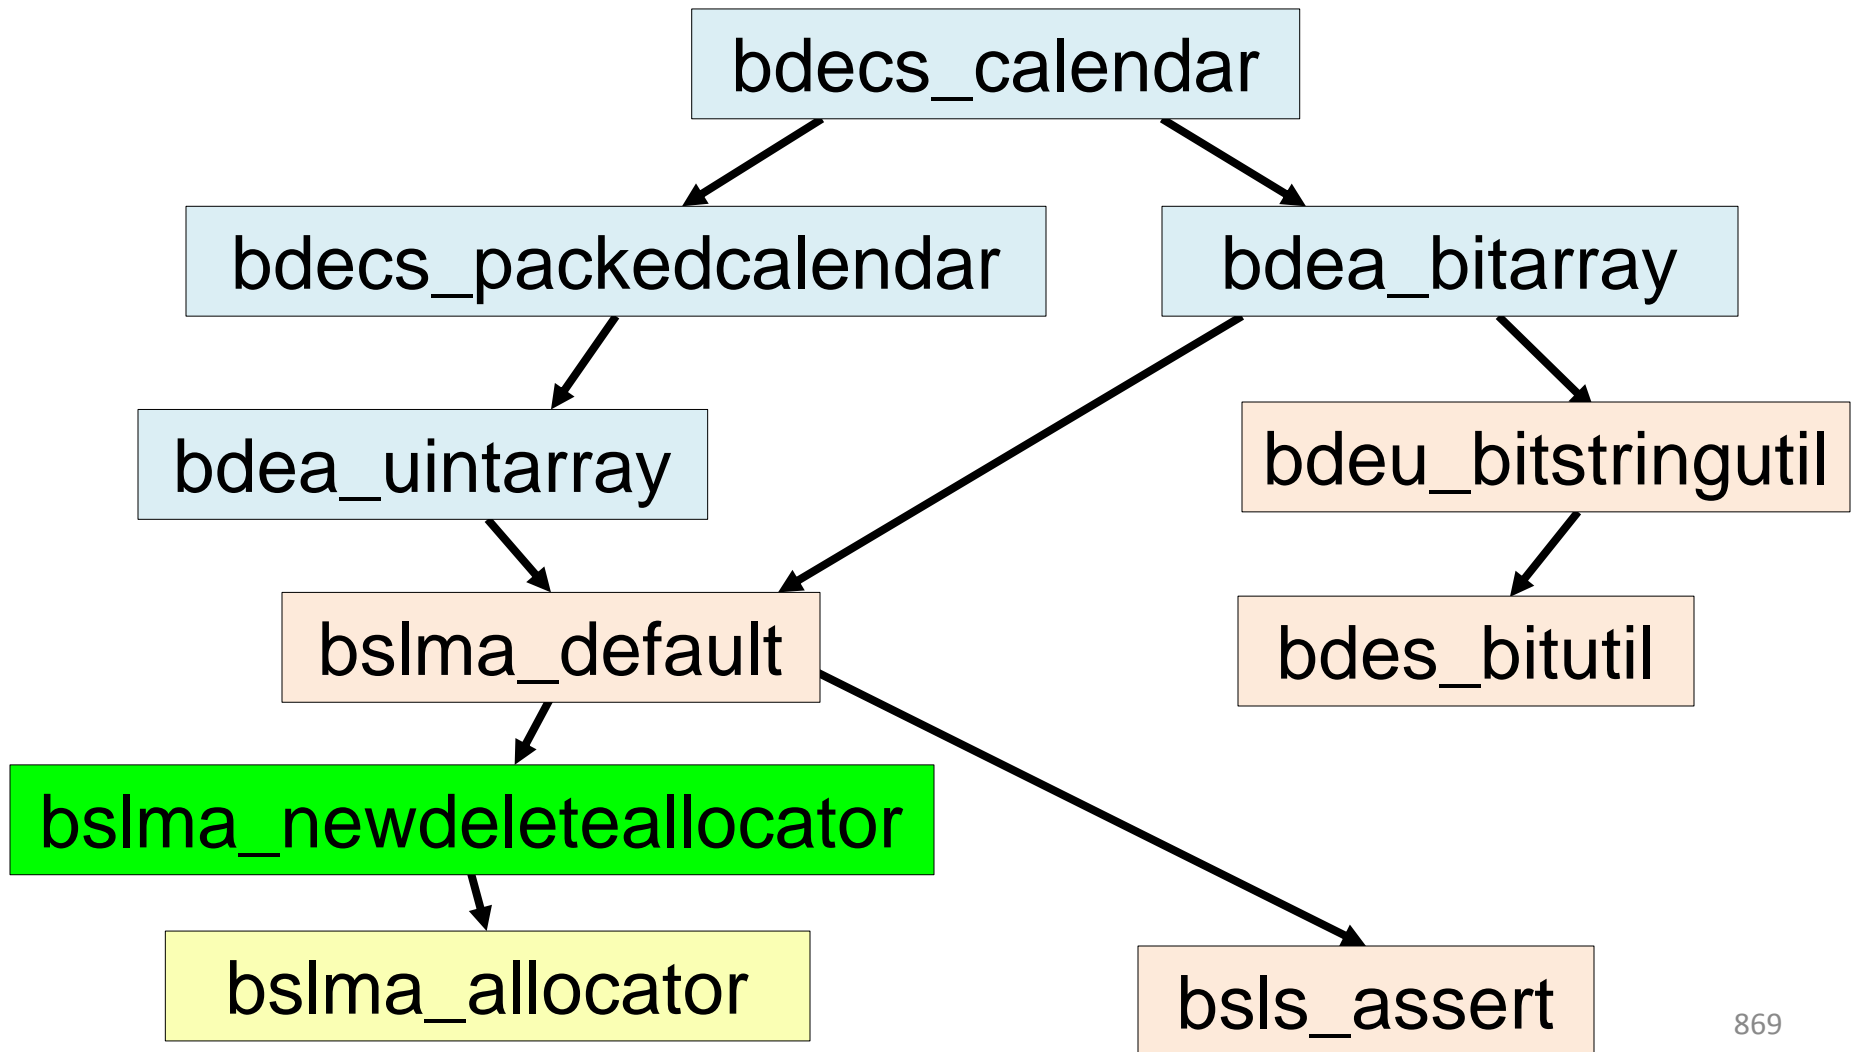 bdecs_calendar
bdecs_packedcalendar
bdea_bitarray
bdea_uintarray
bdeu_bitstringutil
bslma_default
bdes_bitutil
bslma_newdeleteallocator
bslma_allocator
bsls_assert
869